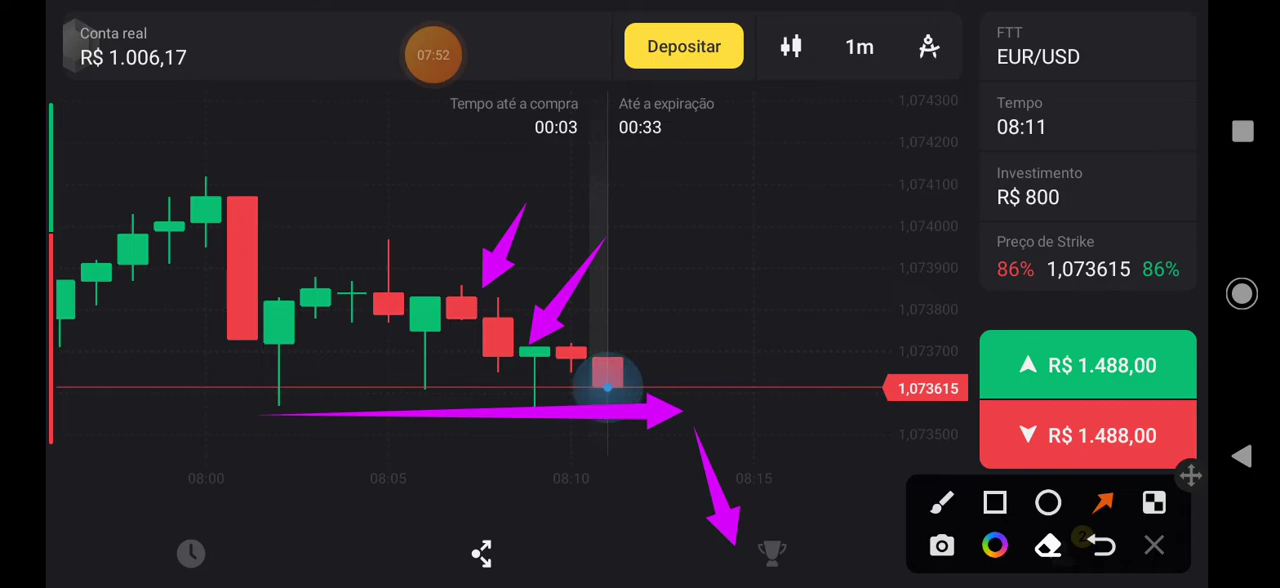 Conta real
R$ 1.006,17
07:52
Depositar
1m
FTT
EUR/USD
Tempo até a compra
00:03
Até a expiração
00:33
Tempo
08:11
Investimento
R$ 800
Preço de Strike
86% 1,073615 86%
1,074300
1,074200
1,074100
1,074000
1,073900
1,073800
1,073700
1,073615
1,073500
R$ 1.488,00
R$ 1.488,00
08:00
08:05
08:10
08:15
2